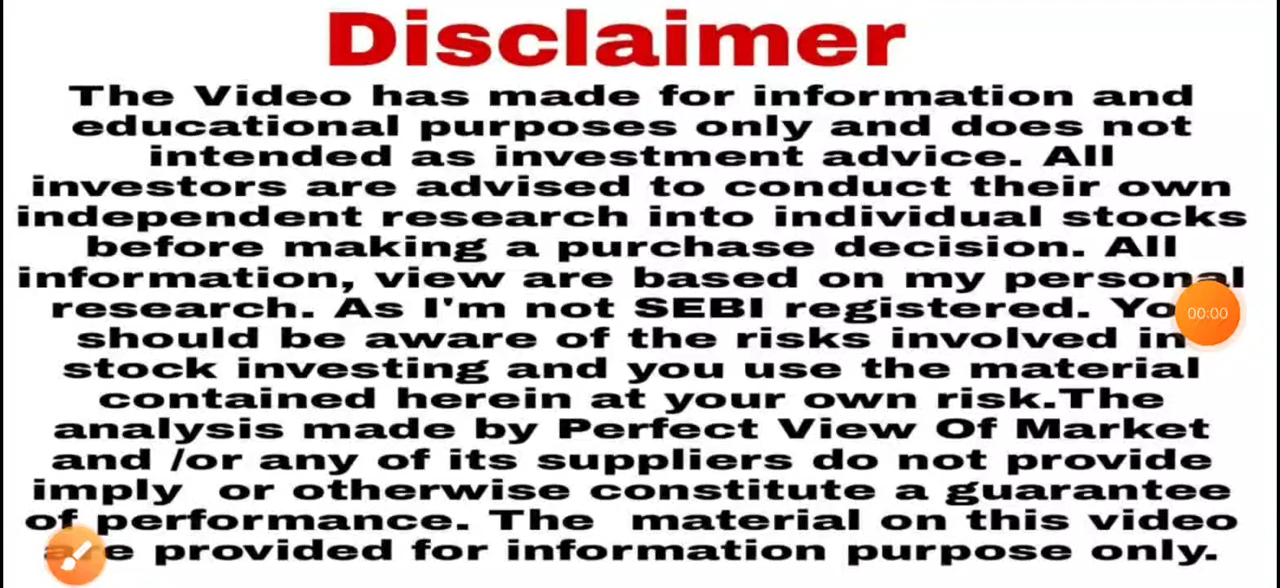 Disclaimer
The Video has made for information and
educational purposes only and does not
intended as investment advice. All
investors are advised to conduct their own
independent research into individual stocks
before making a purchase decision. All
information, view are based on my personal
research. As I'm not SEBI registered. You
should be aware of the risks involved in
stock investing and you use the material
contained herein at your own risk.The
analysis made by Perfect View Of Market
and /or any of its suppliers do not provide
imply or otherwise constitute a guarantee
of performance. The material on this video
are provided for information purpose only.
00:00